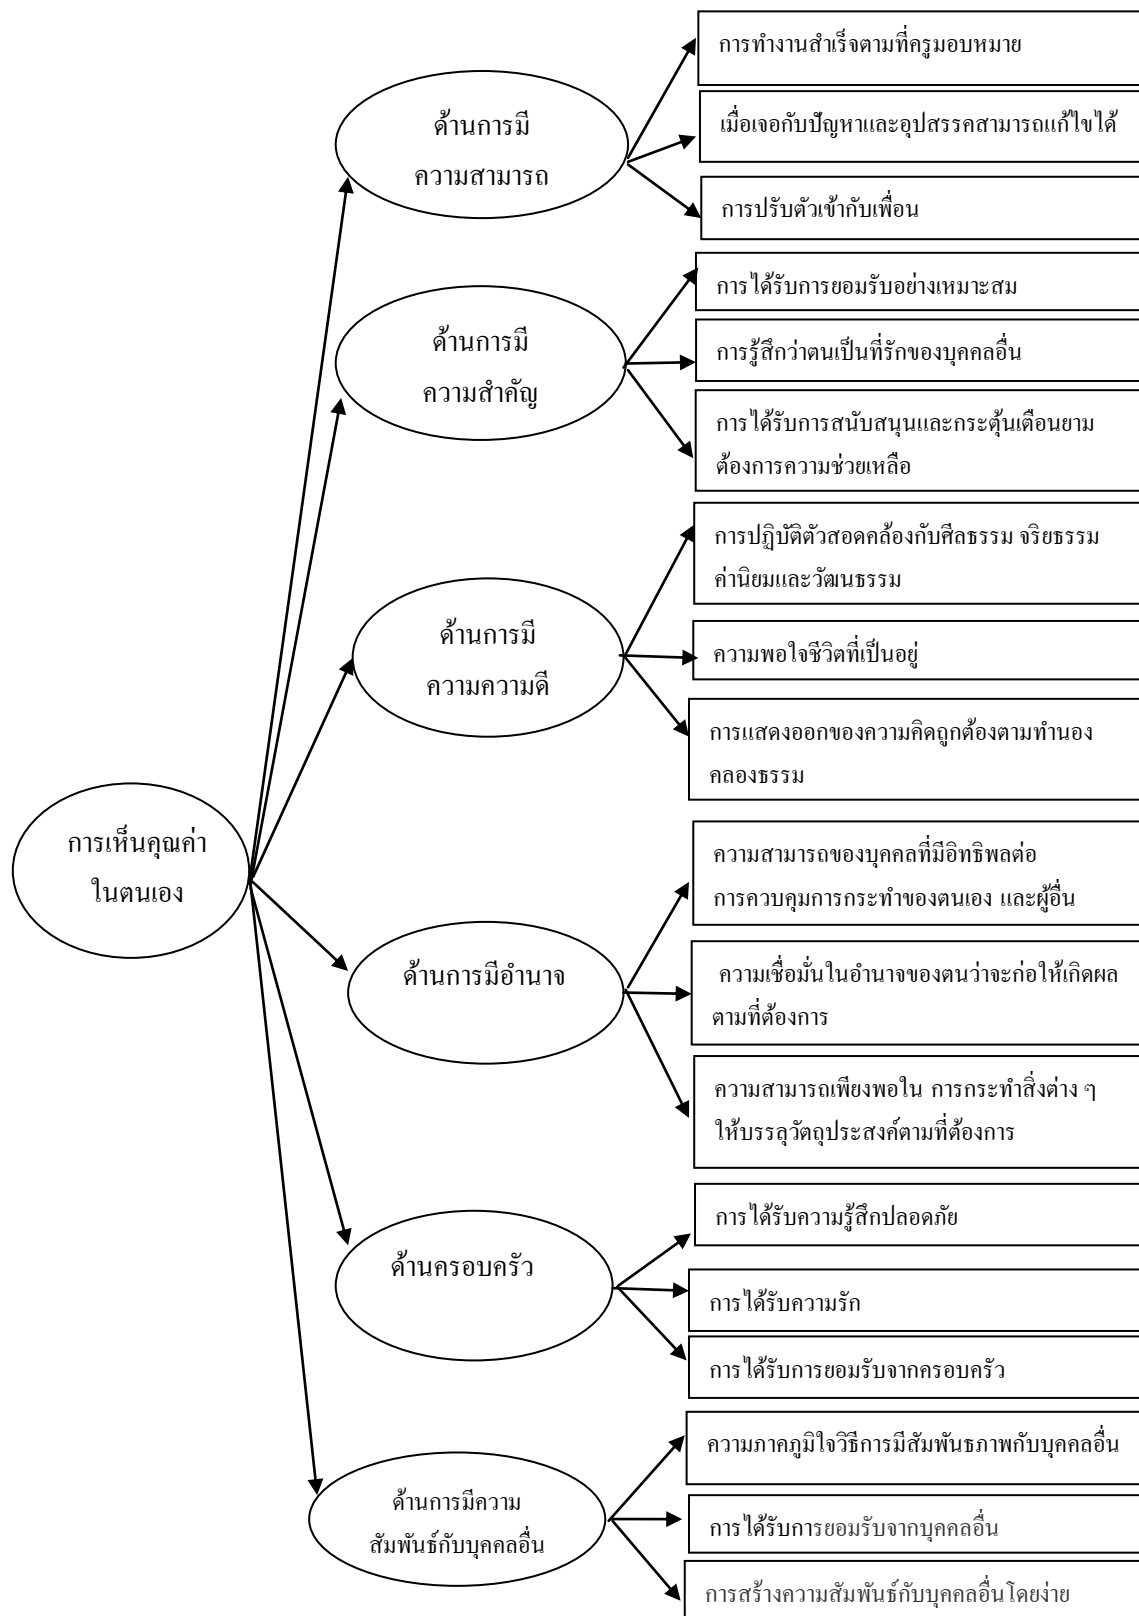 การเห็นคุณค่า
ในตนเอง
ด้านการมี
ความสามารถ
การทำงานสำเร็จตามที่ครูมอบหมาย
เมื่อเจอกับปัญหาและอุปสรรคสามารถแก้ไขได้
การปรับตัวเข้ากับเพื่อน
ด้านการมี
ความสำคัญ
การได้รับการยอมรับอย่างเหมาะสม
การรู้สึกว่าตนเป็นที่รักของบุคคลอื่น
การได้รับการสนับสนุนและกระตุ้นเตือนยาม
ต้องการความช่วยเหลือ
ด้านการมี
ความความดี
การปฏิบัติตัวสอดคล้องกับศีลธรรม จริยธรรม
ค่านิยมและวัฒนธรรม
ความพอใจชีวิตที่เป็นอยู่
การแสดงออกของความคิดถูกต้องตามทำนอง
คลองธรรม
ด้านการมีอำนาจ
ความสามารถของบุคคลที่มีอิทธิพลต่อ
การควบคุมการกระทำของตนเอง และผู้อื่น
ความเชื่อมั่นในอำนาจของตนว่าจะก่อให้เกิดผล
ตามที่ต้องการ
ความสามารถเพียงพอใน การกระทำสิ่งต่าง ๆ
ให้บรรลุวัตถุประสงค์ตามที่ต้องการ
ด้านครอบครัว
การได้รับความรู้สึกปลอดภัย
การได้รับความรัก
การได้รับการยอมรับจากครอบครัว
ด้านการมีความ
สัมพันธ์กับบุคคลอื่น
ความภาคภูมิใจวิธีการมีสัมพันธภาพกับบุคคลอื่น
การได้รับการยอมรับจากบุคคลอื่น
การสร้างความสัมพันธ์กับบุคคลอื่นโดยง่าย